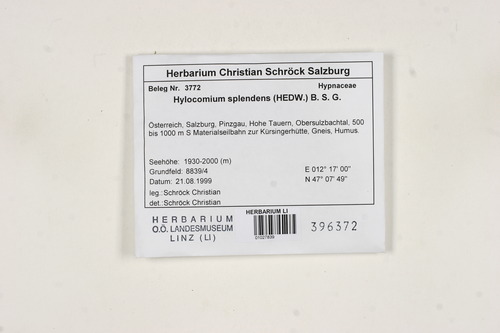 Herbarium Christian Schröck Salzburg
Beleg Nr. 3772 Hypnaceae
Hylocomium splendens (HEDW.) B. S. G.
Österreich, Salzburg, Pinzgau, Hohe Tauern, Obersulzbachtal, 500
bis 1000 m S Materialseilbahn zur Kürsingerhütte, Gneis, Humus.
Seehöhe: 1930-2000 (m)
Grundfeld: 8839/4 E 012° 17' 00"
Datum: 21.08.1999 N 47° 07' 49"
leg.:Schröck Christian
det.:Schröck Christian
HERBARIUM
O.Ö. LANDESMUSEUM
LINZ (LI)
HERBARIUM LI
01027839
396372